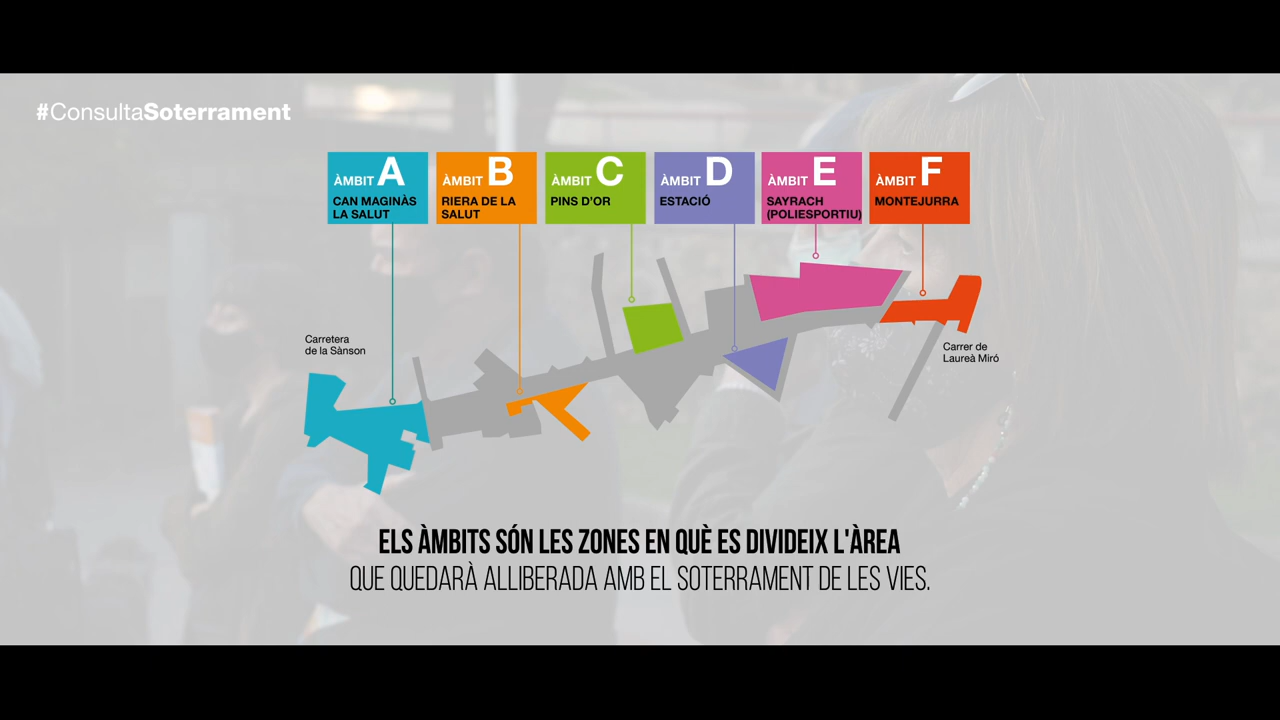 #ConsultaSoterrament
ÀMBIT A
CAN MAGINÀS
LA SALUT
ÀMBIT B
RIERA DE LA
SALUT
ÀMBIT C
PINS D'OR
ÀMBIT D
ESTACIÓ
ÀMBIT E
SAYRACH
(POLIESPORTIU)
ÀMBIT F
MONTEJURRA
Carretera
de la Sànson
Carrer de
Laureà Miró
ELS ÀMBITS SÓN LES ZONES EN QUÈ ES DIVIDEIX L'ÀREA
QUE QUEDARÀ ALLIBERADA AMB EL SOTERRAMENT DE LES VIES.